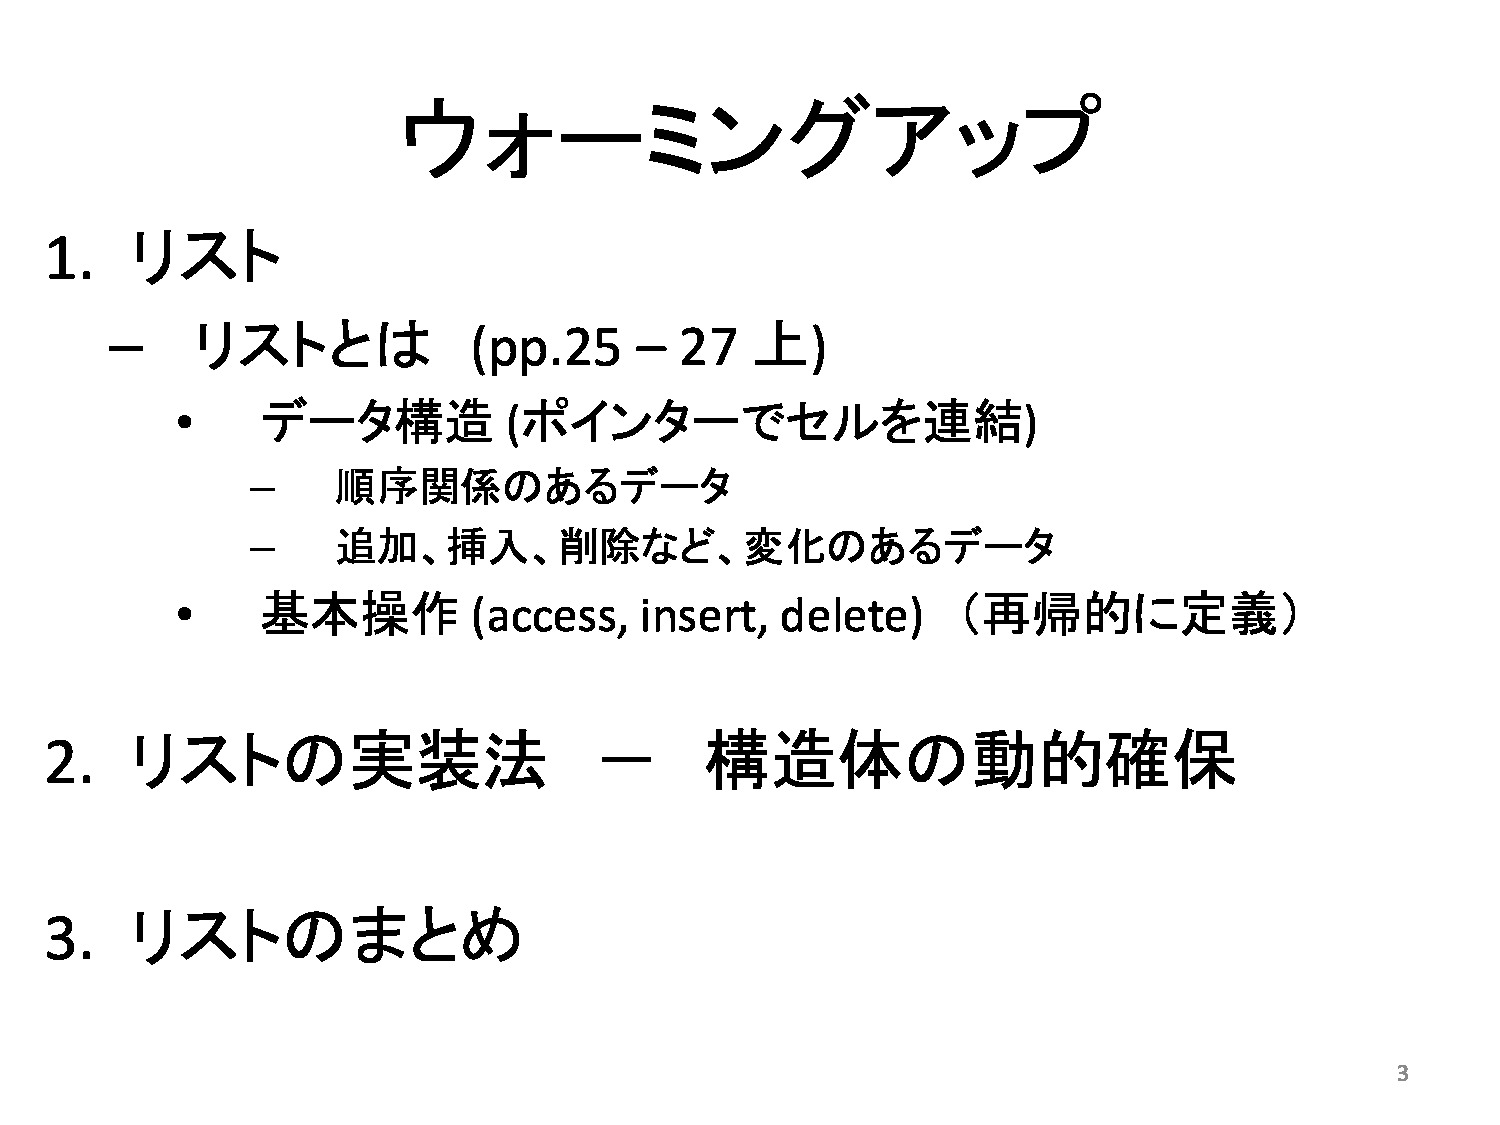 ウォーミングアップ
1. リスト
– リストとは (pp.25 – 27 上)
• データ構造 (ポインターでセルを連結)
– 順序関係のあるデータ
– 追加、挿入、削除など、変化のあるデータ
• 基本操作 (access, insert, delete) （再帰的に定義）
2. リストの実装法 － 構造体の動的確保
3. リストのまとめ
3